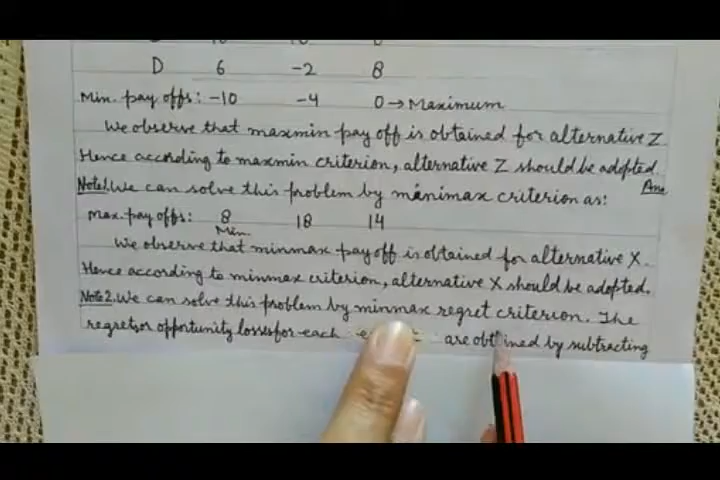 D 6 -2 8
Min. pay offs: -10 -4 0 → Maximum
We observe that maxmin pay off is obtained for alternative Z
Hence according to maxmin criterion, alternative Z should be adopted.
Ans
Note1. We can solve this problem by minimax criterion as:
Max. pay offs: 8 18 14
Min.
We observe that minmax pay off is obtained for alternative X.
Hence according to minmax criterion, alternative X should be adopted.
Note 2. We can solve this problem by minmax regret criterion. The
regrets or opportunity losses for each are obtained by subtracting